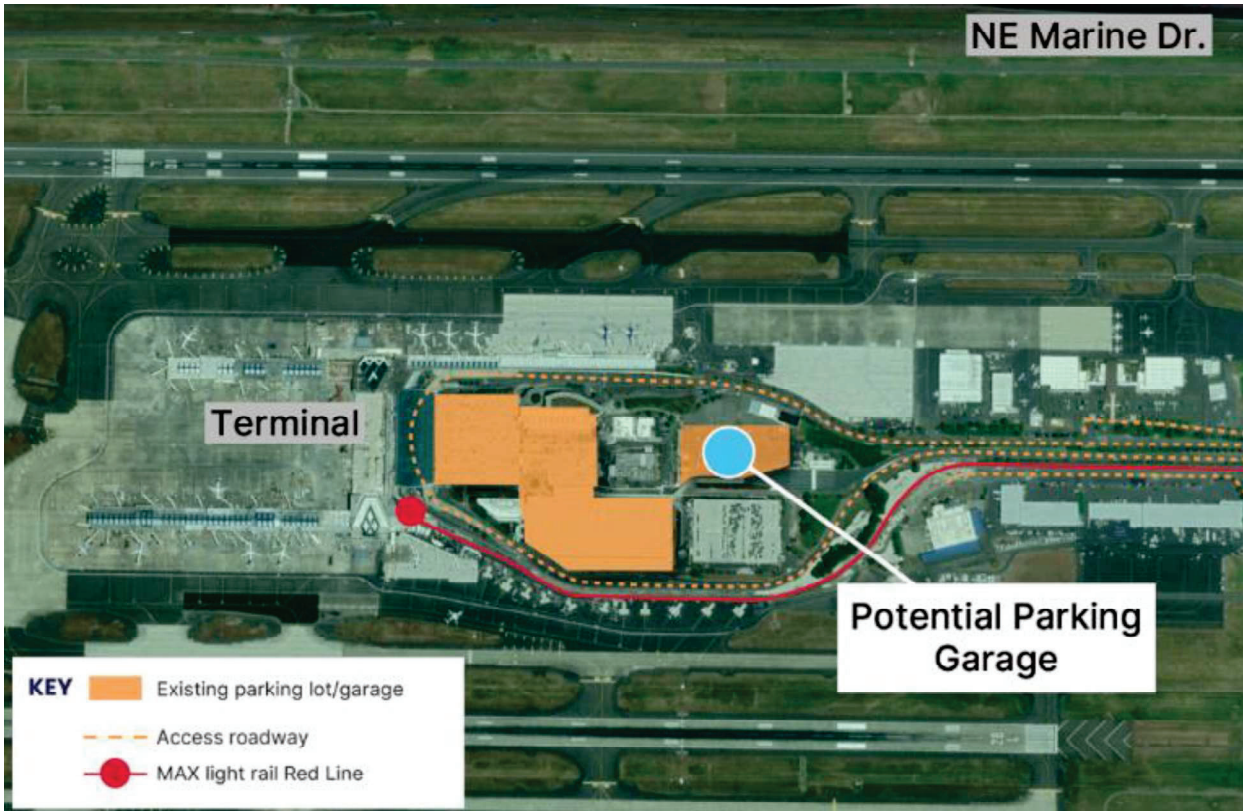 NE Marine Dr.
Terminal
Potential Parking
Garage
KEY
Existing parking lot/garage
Access roadway
MAX light rail Red Line